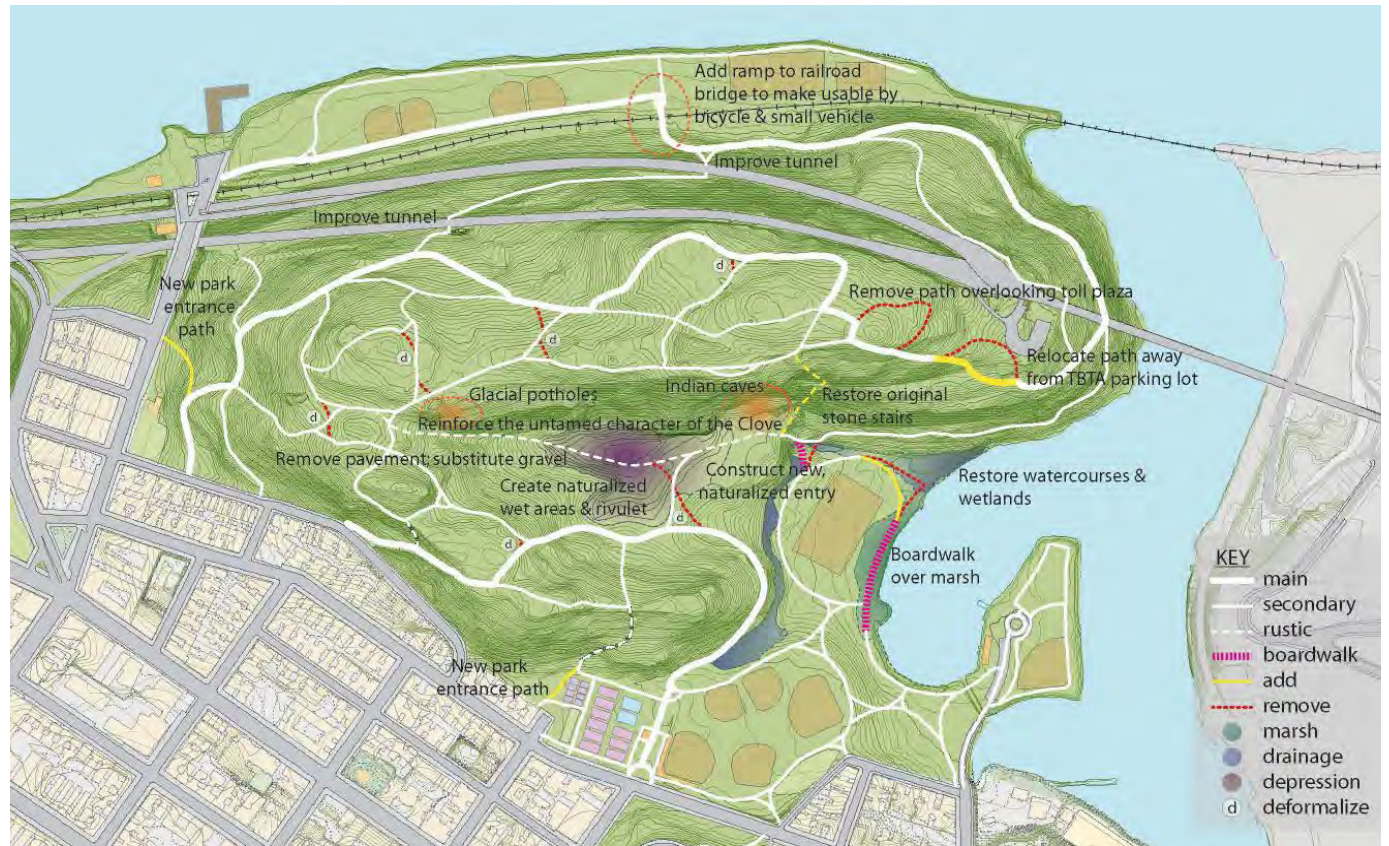 Add ramp to railroad
bridge to make usable by
bicycle & small vehicle
Improve tunnel
Improve tunnel
New park
entrance path
d
Remove path overlooking toll plaza
d
d
Relocate path away
from TBTA parking lot
Glacial potholes
Indian caves
Restore original
stone stairs
d
Reinforce the untamed character of the Clove
Remove pavement; substitute gravel
Create naturalized
wet areas & rivulet
Construct new,
naturalized entry
Restore watercourses &
wetlands
d
d
Boardwalk
over marsh
New park
entrance path
KEY
main
secondary
rustic
boardwalk
add
remove
marsh
drainage
depression
d deformalize